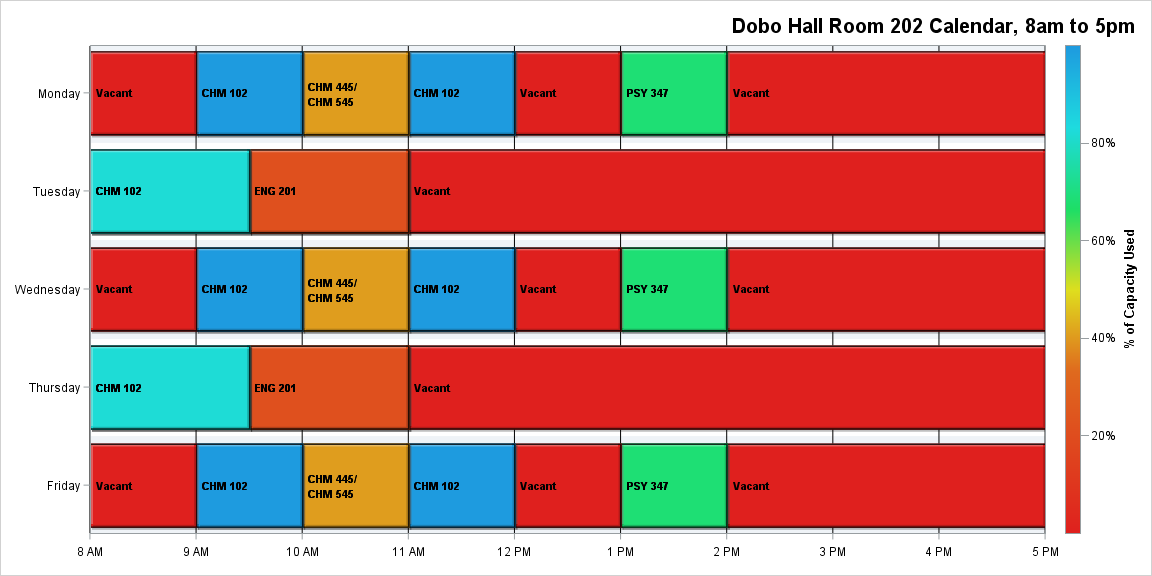 Dobo Hall Room 202 Calendar, 8am to 5pm
Monday
Vacant
CHM 102
CHM 445/
CHM 545
CHM 102
Vacant
PSY 347
Vacant
Tuesday
CHM 102
ENG 201
Vacant
Wednesday
Vacant
CHM 102
CHM 445/
CHM 545
CHM 102
Vacant
PSY 347
Vacant
Thursday
CHM 102
ENG 201
Vacant
Friday
Vacant
CHM 102
CHM 445/
CHM 545
CHM 102
Vacant
PSY 347
Vacant
8 AM
9 AM
10 AM
11 AM
12 PM
1 PM
2 PM
3 PM
4 PM
5 PM
80%
60%
40%
20%
% of Capacity Used